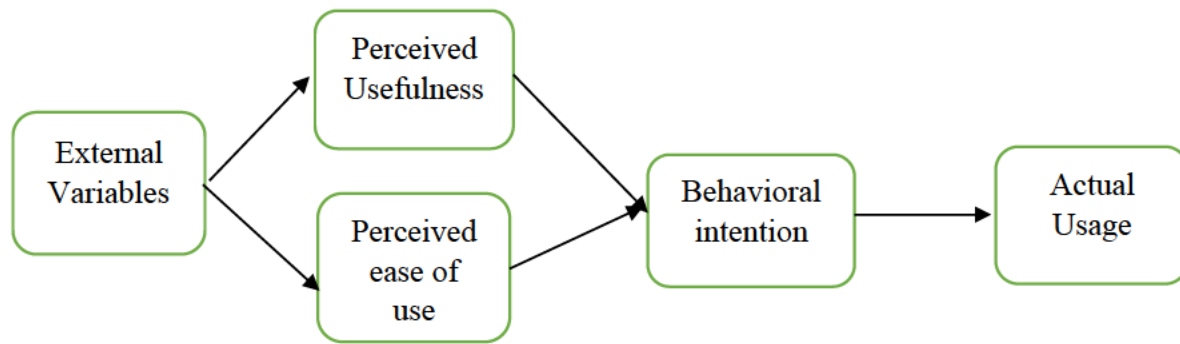 External
Variables
Perceived
Usefulness
Perceived
ease of
use
Behavioral
intention
Actual
Usage